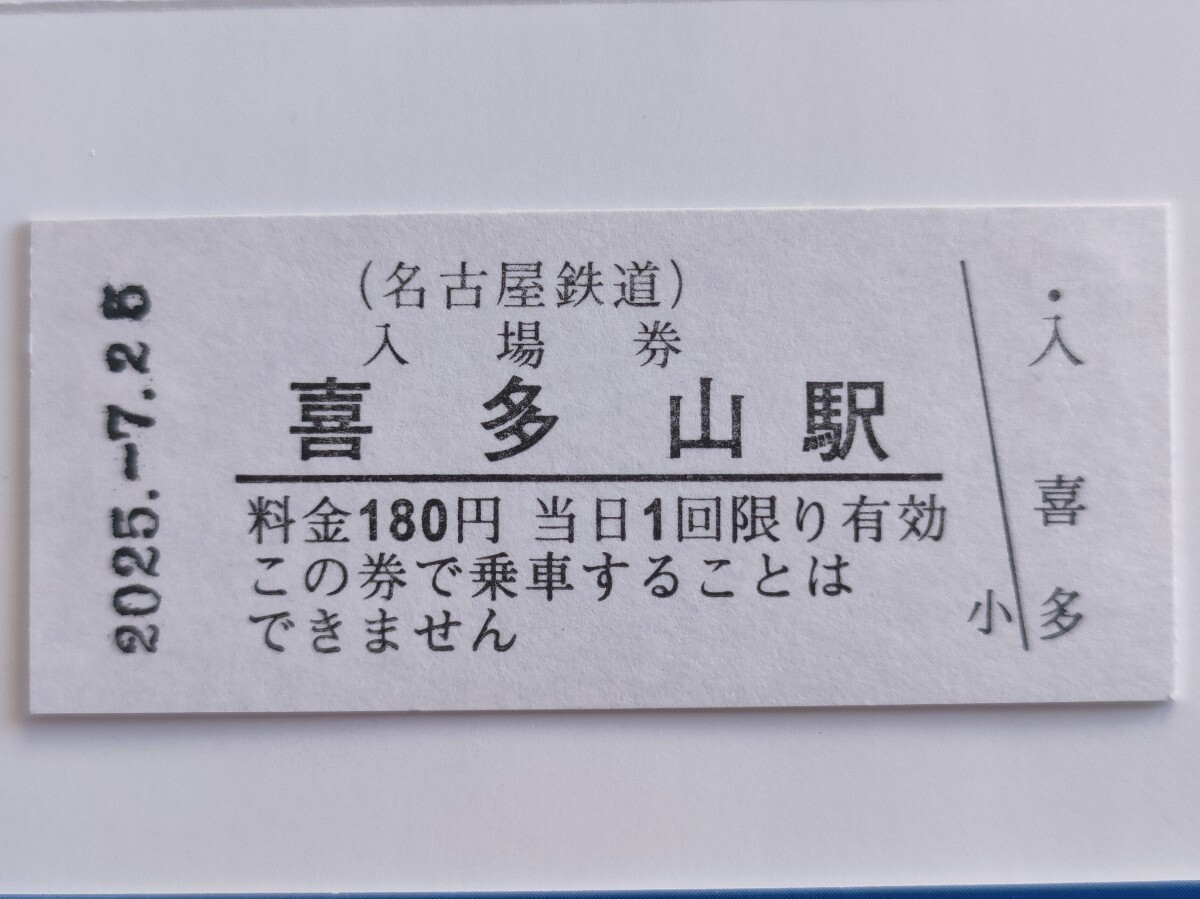 2025.-7.25
（名古屋鉄道）
入場券
喜多山駅
料金180円 当日1回限り有効
この券で乗車することは
できません
小
・入
喜多